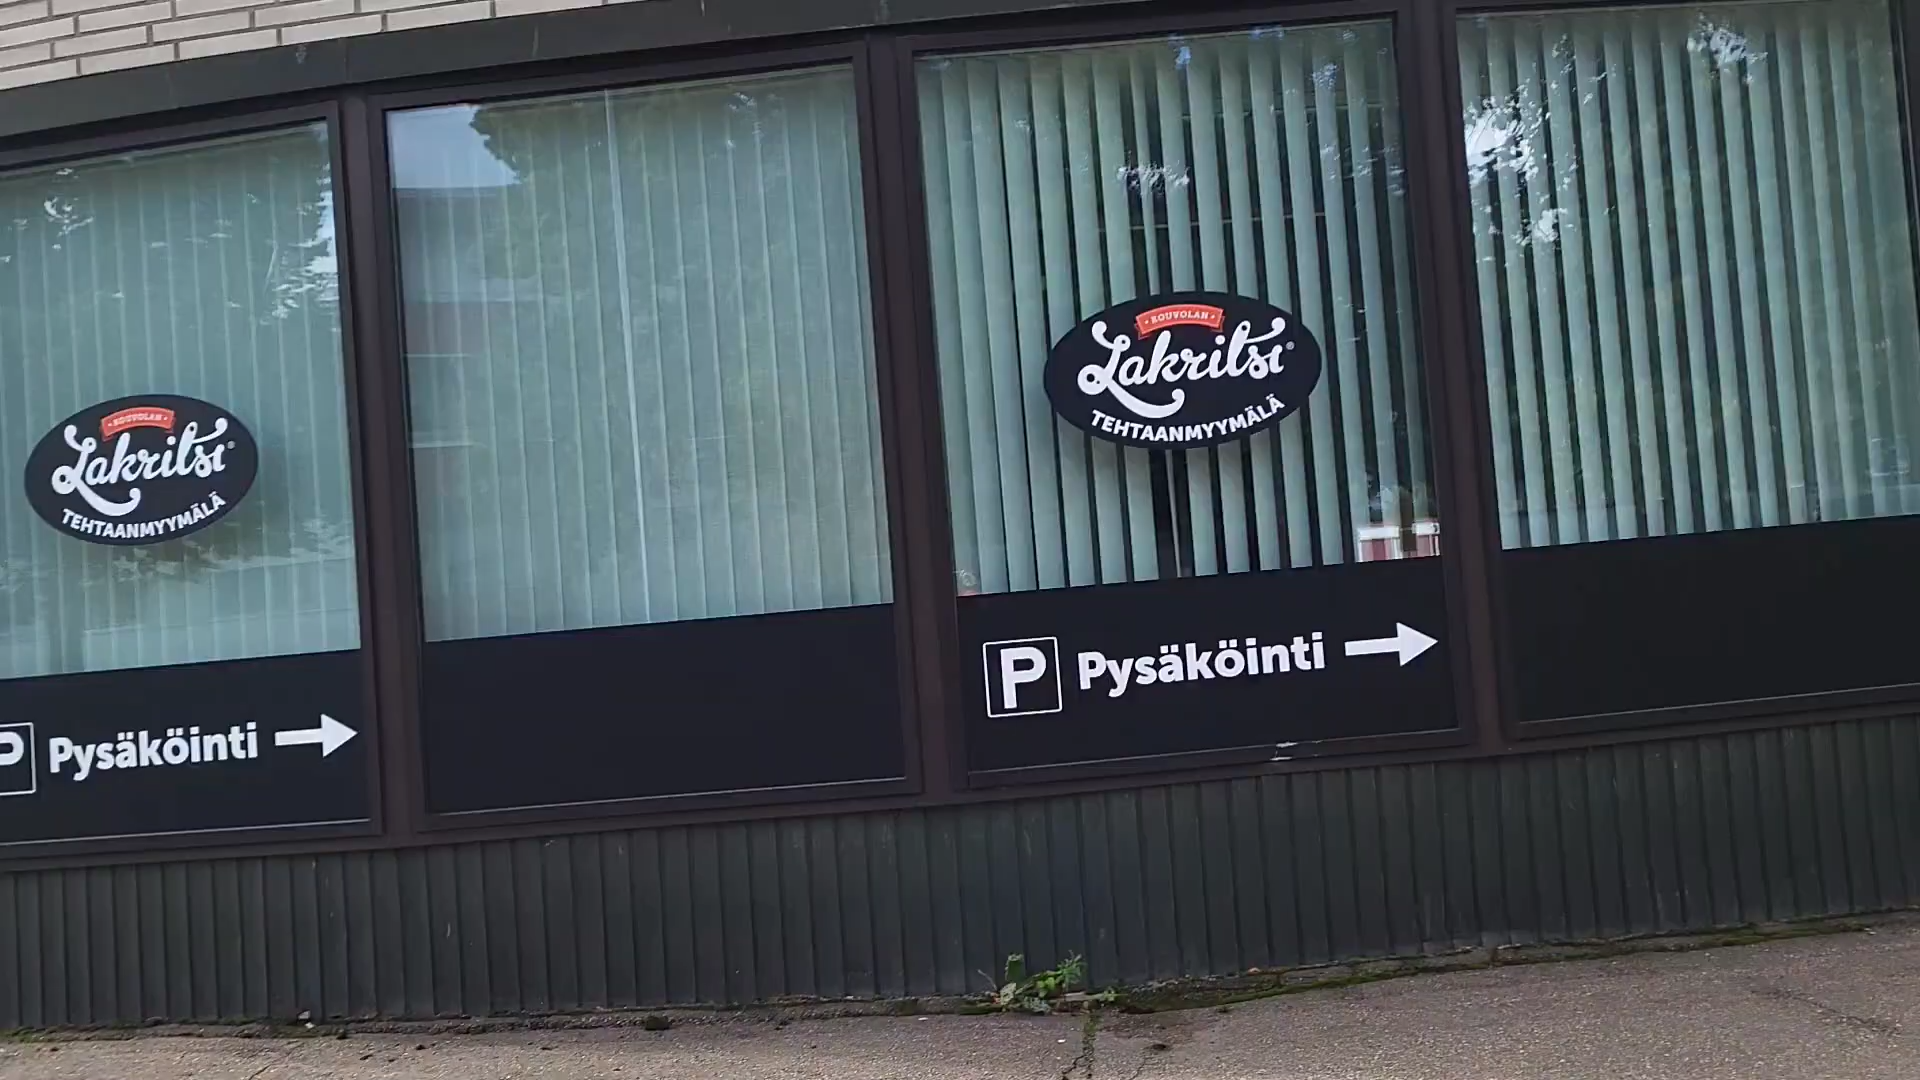 KOUVOLAN
Lakritsi®
TEHTAANMYYMÄLÄ
P Pysäköinti
KOUVOLAN
Lakritsi®
TEHTAANMYYMÄLÄ
P Pysäköinti